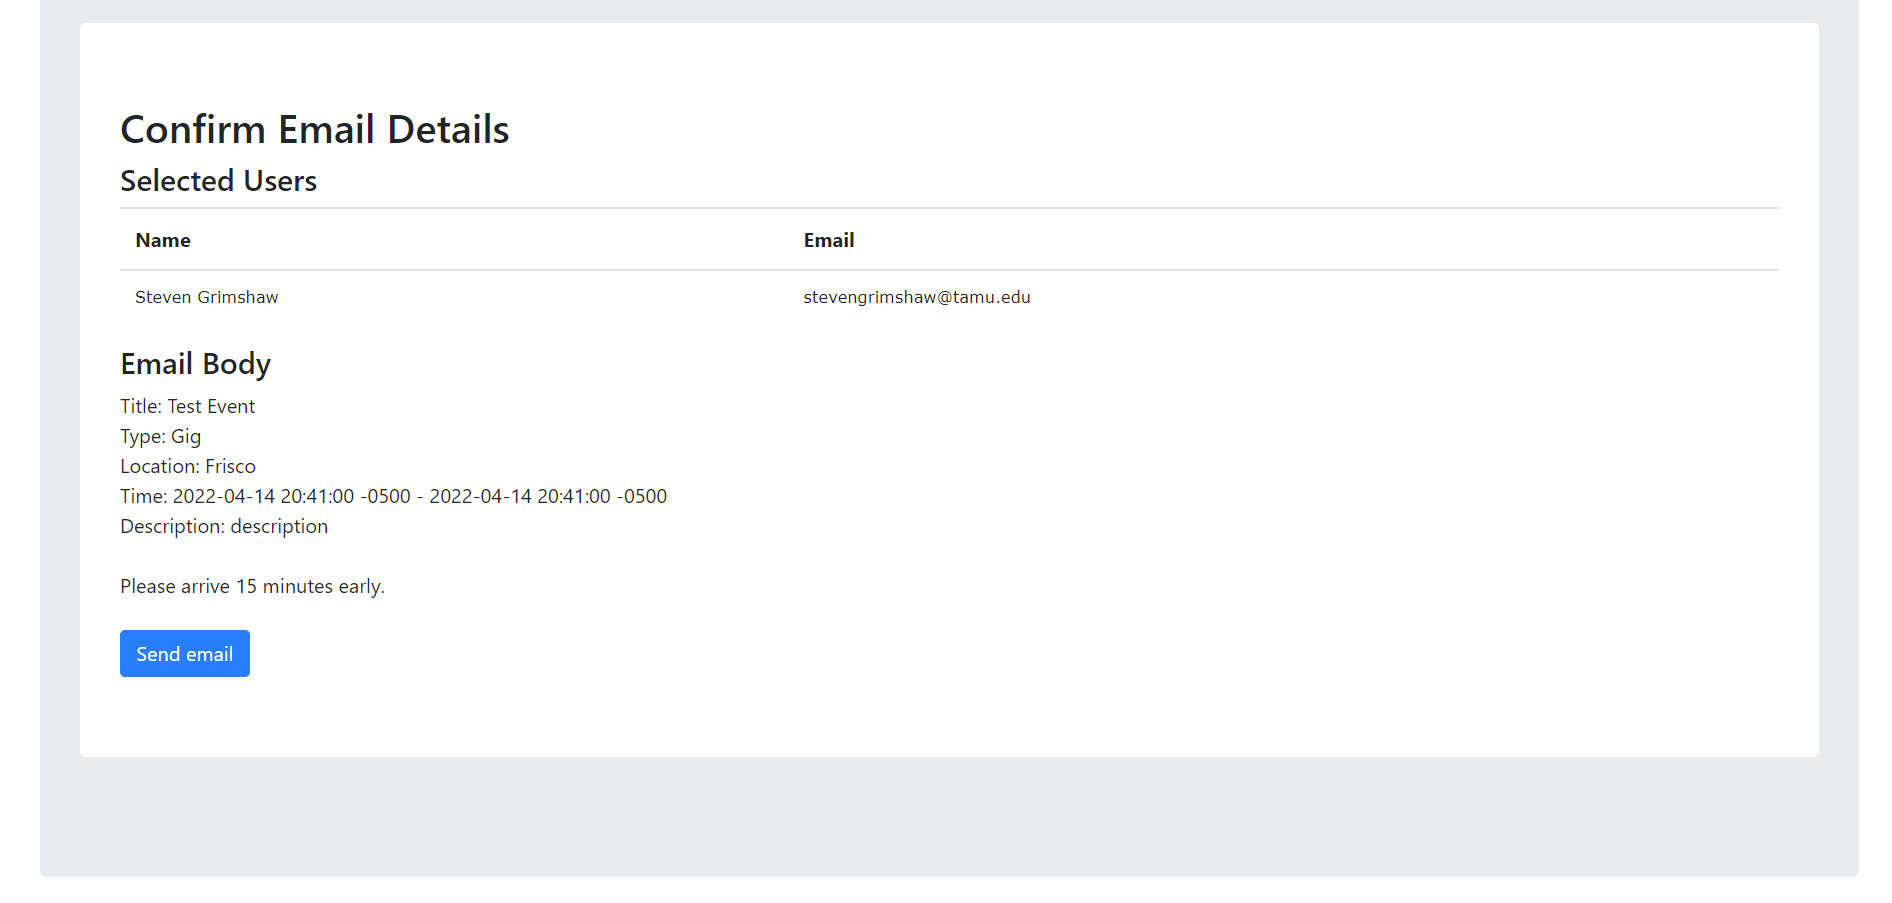 Confirm Email Details
Selected Users
Name Email
Steven Grimshaw stevengrimshaw@tamu.edu
Email Body
Title: Test Event
Type: Gig
Location: Frisco
Time: 2022-04-14 20:41:00 -0500 - 2022-04-14 20:41:00 -0500
Description: description
Please arrive 15 minutes early.
Send email